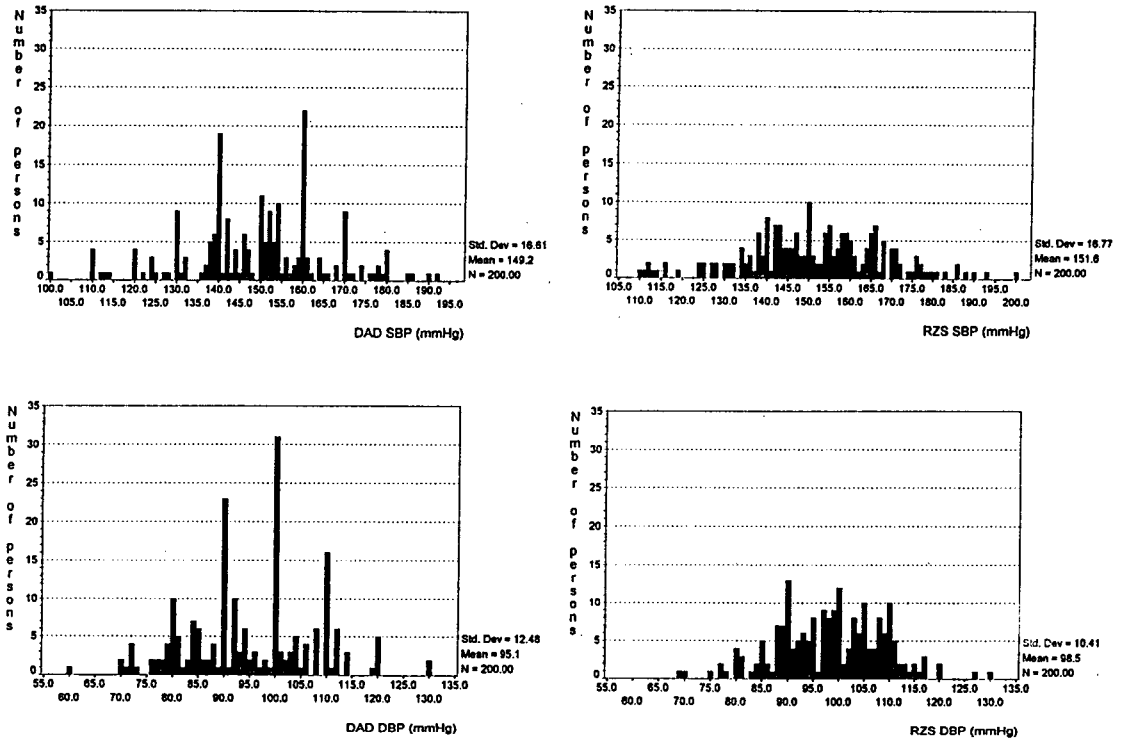 Number of persons
35
30
25
20
15
10
5
0
100.0 110.0 120.0 130.0 140.0 150.0 160.0 170.0 180.0 190.0
105.0 115.0 125.0 135.0 145.0 155.0 165.0 175.0 185.0 195.0
Std. Dev = 16.61
Mean = 149.2
N = 200.00
DAD SBP (mmHg)
Number of persons
35
30
25
20
15
10
5
0
105.0 115.0 125.0 135.0 145.0 155.0 165.0 175.0 185.0 195.0
110.0 120.0 130.0 140.0 150.0 160.0 170.0 180.0 190.0 200.0
Std. Dev = 16.77
Mean = 151.6
N = 200.00
RZS SBP (mmHg)
Number of persons
35
30
25
20
15
10
5
0
55.0 65.0 75.0 85.0 95.0 105.0 115.0 125.0 135.0
60.0 70.0 80.0 90.0 100.0 110.0 120.0 130.0
Std. Dev = 12.48
Mean = 95.1
N = 200.00
DAD DBP (mmHg)
Number of persons
35
30
25
20
15
10
5
0
55.0 65.0 75.0 85.0 95.0 105.0 115.0 125.0 135.0
60.0 70.0 80.0 90.0 100.0 110.0 120.0 130.0
Std. Dev = 10.41
Mean = 98.5
N = 200.00
RZS DBP (mmHg)